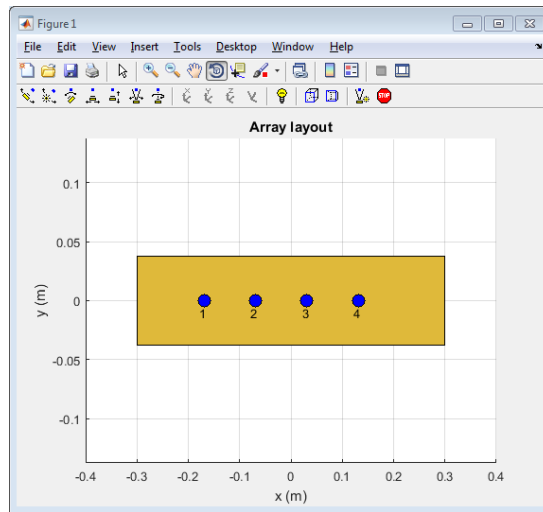 Figure 1
File Edit View Insert Tools Desktop Window Help
STOP
Array layout
0.1
0.05
0
-0.05
-0.1
y (m)
1 2 3 4
-0.4 -0.3 -0.2 -0.1 0 0.1 0.2 0.3 0.4
x (m)